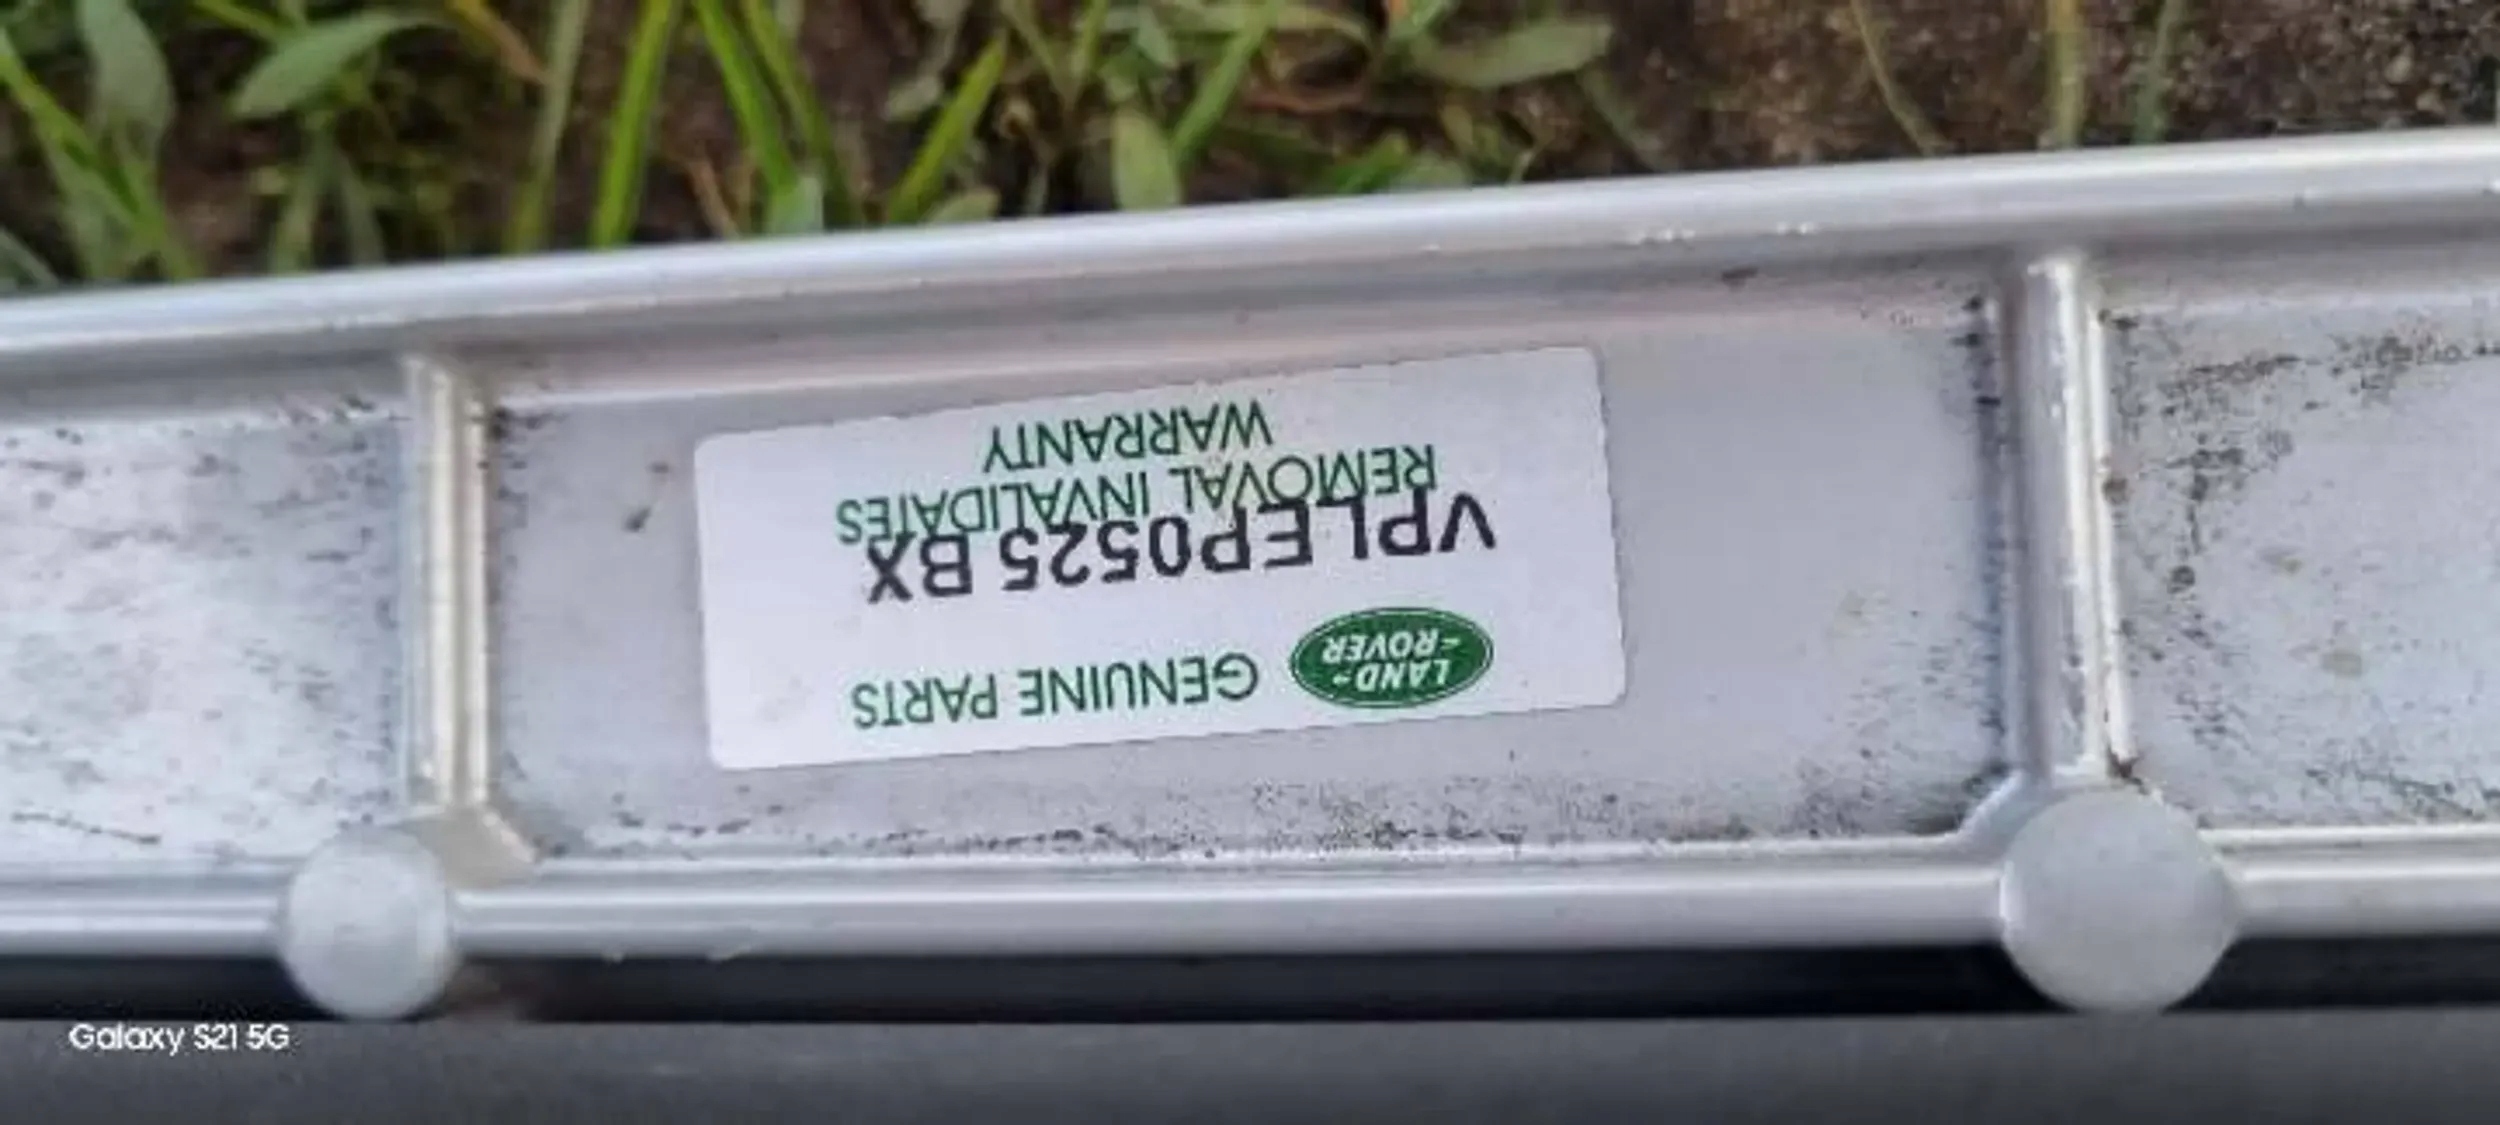 LAND-
-ROVER
GENUINE PARTS
VPLEP0525 BX
REMOVAL INVALIDATES
WARRANTY
Galaxy S21 5G